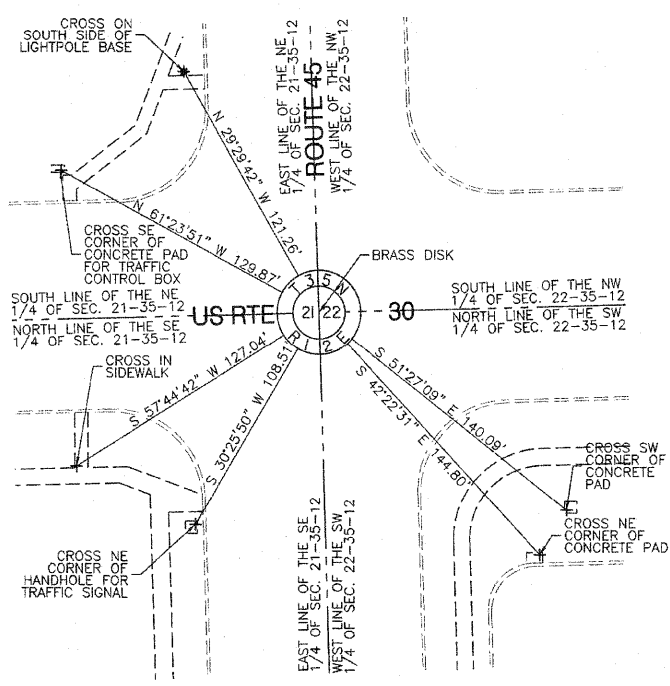 CROSS ON
SOUTH SIDE OF
LIGHTPOLE BASE
EAST LINE OF THE NE
1/4 OF SEC. 21-35-12
ROUTE 45
WEST LINE OF THE NW
1/4 OF SEC. 22-35-12
N 29°29'42" W 121.26'
N 61°23'51" W 129.87'
CROSS SE
CORNER OF
CONCRETE PAD
FOR TRAFFIC
CONTROL BOX
BRASS DISK
T35N
21 22
R12E
SOUTH LINE OF THE NE
1/4 OF SEC. 21-35-12
NORTH LINE OF THE SE
1/4 OF SEC. 21-35-12
US RTE 30
SOUTH LINE OF THE NW
1/4 OF SEC. 22-35-12
NORTH LINE OF THE SW
1/4 OF SEC. 22-35-12
CROSS IN
SIDEWALK
S 57°44'42" W 127.04'
S 30°25'50" W 108.51'
S 51°27'09" E 140.09'
S 42°22'31" E 144.80'
CROSS SW
CORNER OF
CONCRETE
PAD
CROSS NE
CORNER OF
CONCRETE PAD
CROSS NE
CORNER OF
HANDHOLE FOR
TRAFFIC SIGNAL
EAST LINE OF THE SE
1/4 OF SEC. 21-35-12
WEST LINE OF THE SW
1/4 OF SEC. 22-35-12